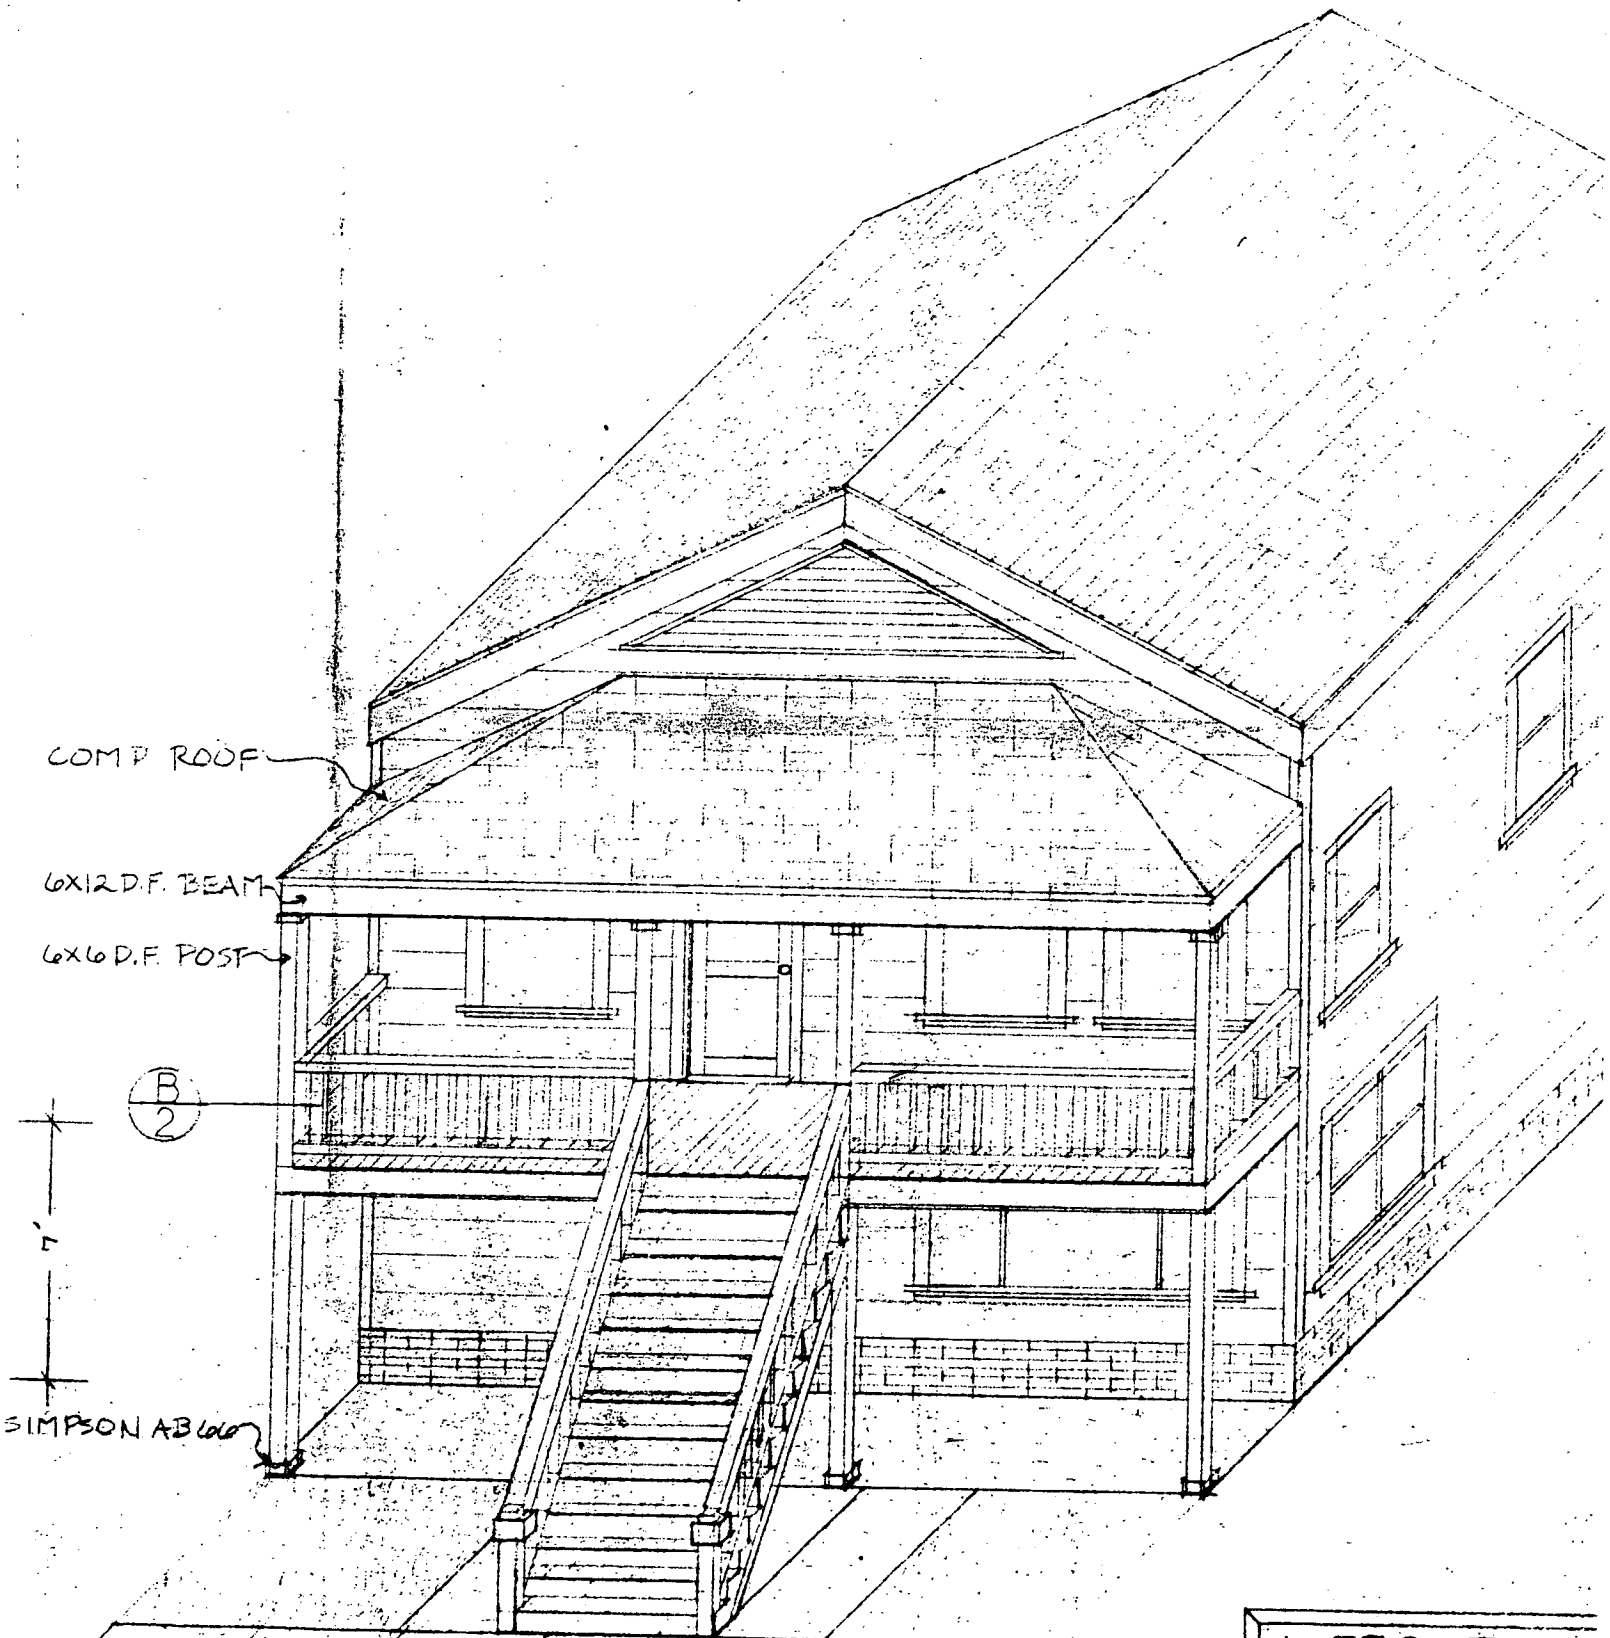 COMP ROOF
6X12 D.F. BEAM
6X6 D.F. POST
B
2
7'
SIMPSON AB66